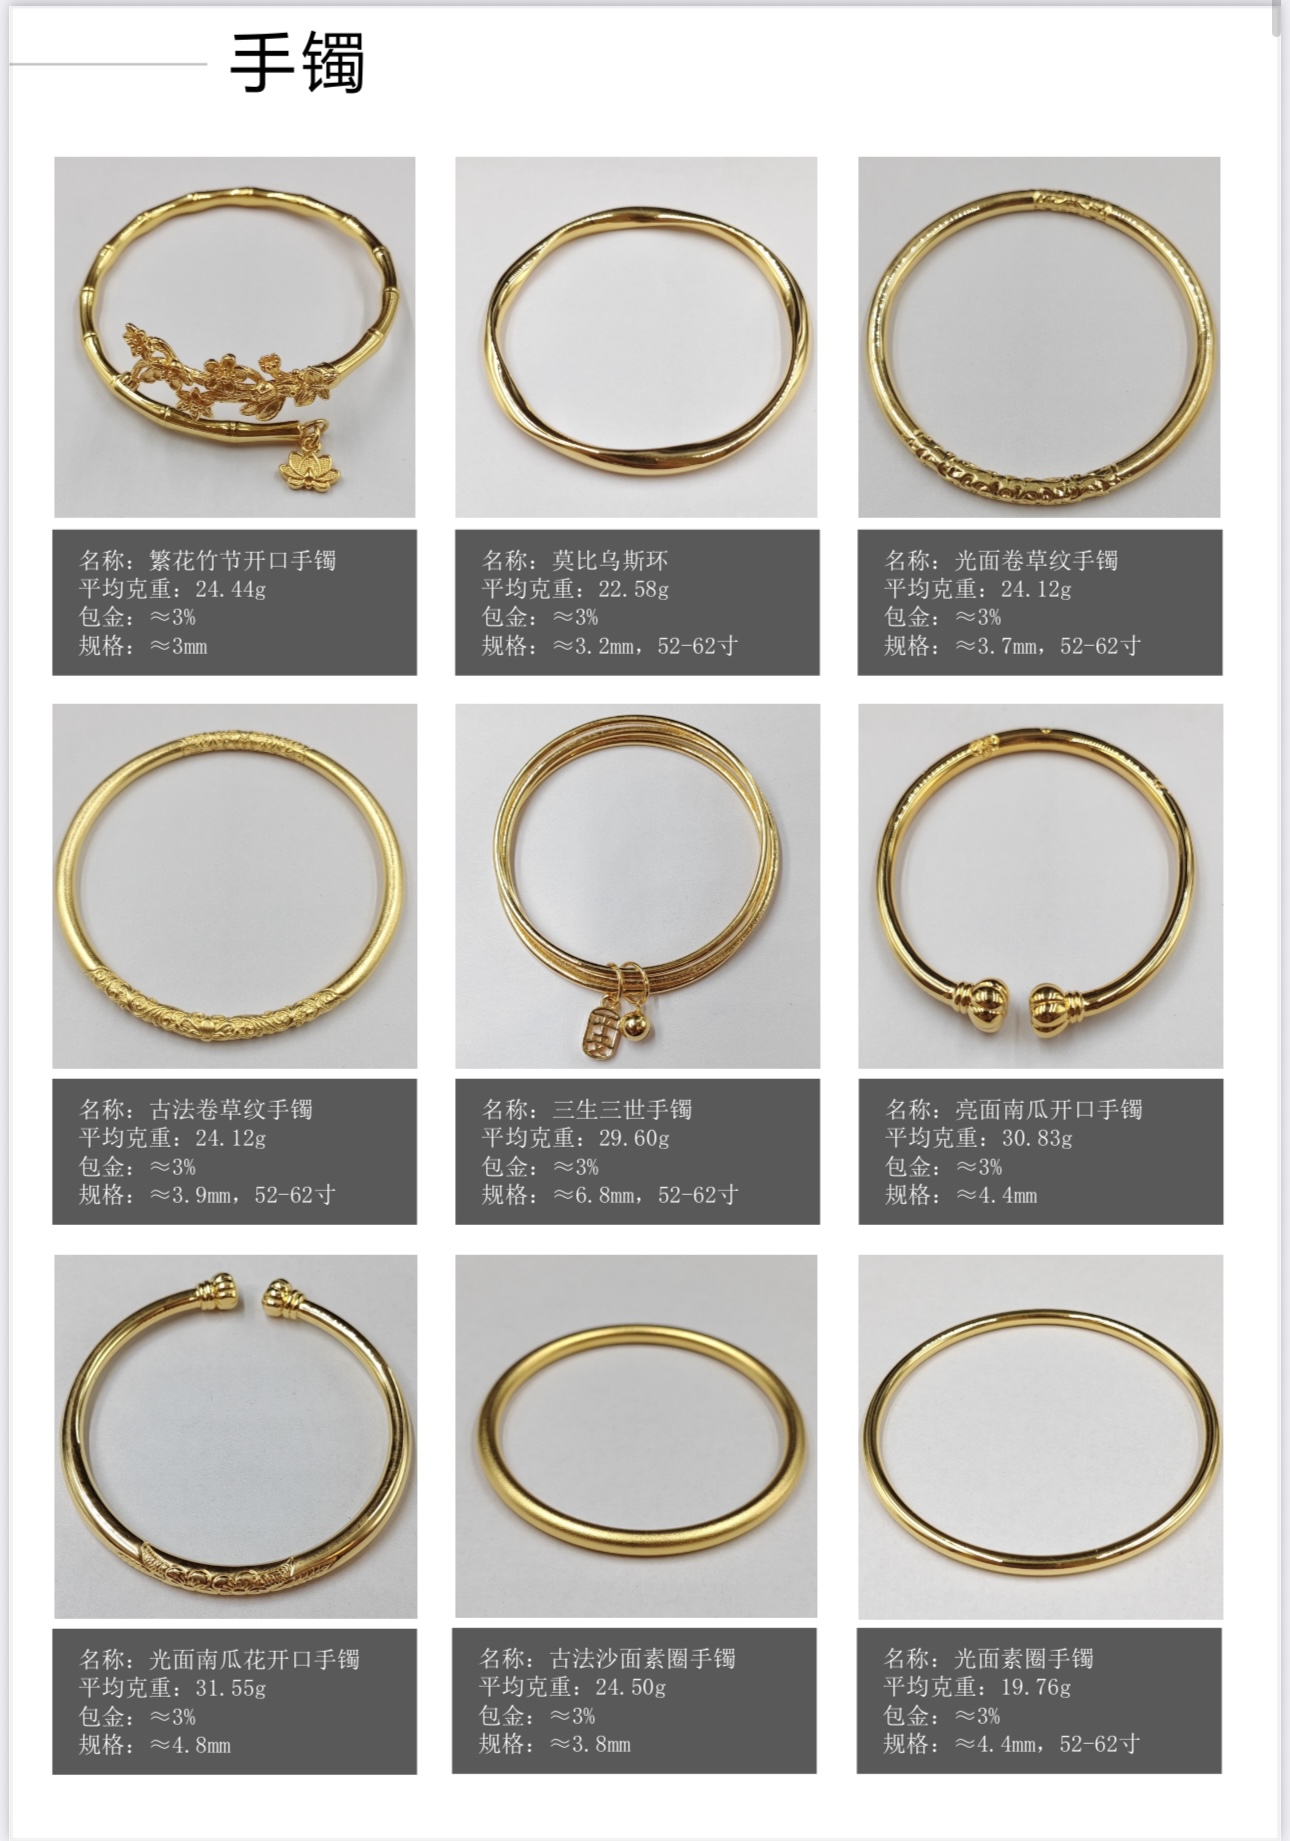 手镯
名称：繁花竹节开口手镯
平均克重：24.44g
包金：≈3%
规格：≈3mm
名称：莫比乌斯环
平均克重：22.58g
包金：≈3%
规格：≈3.2mm，52-62寸
名称：光面卷草纹手镯
平均克重：24.12g
包金：≈3%
规格：≈3.7mm，52-62寸
名称：古法卷草纹手镯
平均克重：24.12g
包金：≈3%
规格：≈3.9mm，52-62寸
名称：三生三世手镯
平均克重：29.60g
包金：≈3%
规格：≈6.8mm，52-62寸
名称：亮面南瓜开口手镯
平均克重：30.83g
包金：≈3%
规格：≈4.4mm
名称：光面南瓜花开口手镯
平均克重：31.55g
包金：≈3%
规格：≈4.8mm
名称：古法沙面素圈手镯
平均克重：24.50g
包金：≈3%
规格：≈3.8mm
名称：光面素圈手镯
平均克重：19.76g
包金：≈3%
规格：≈4.4mm，52-62寸